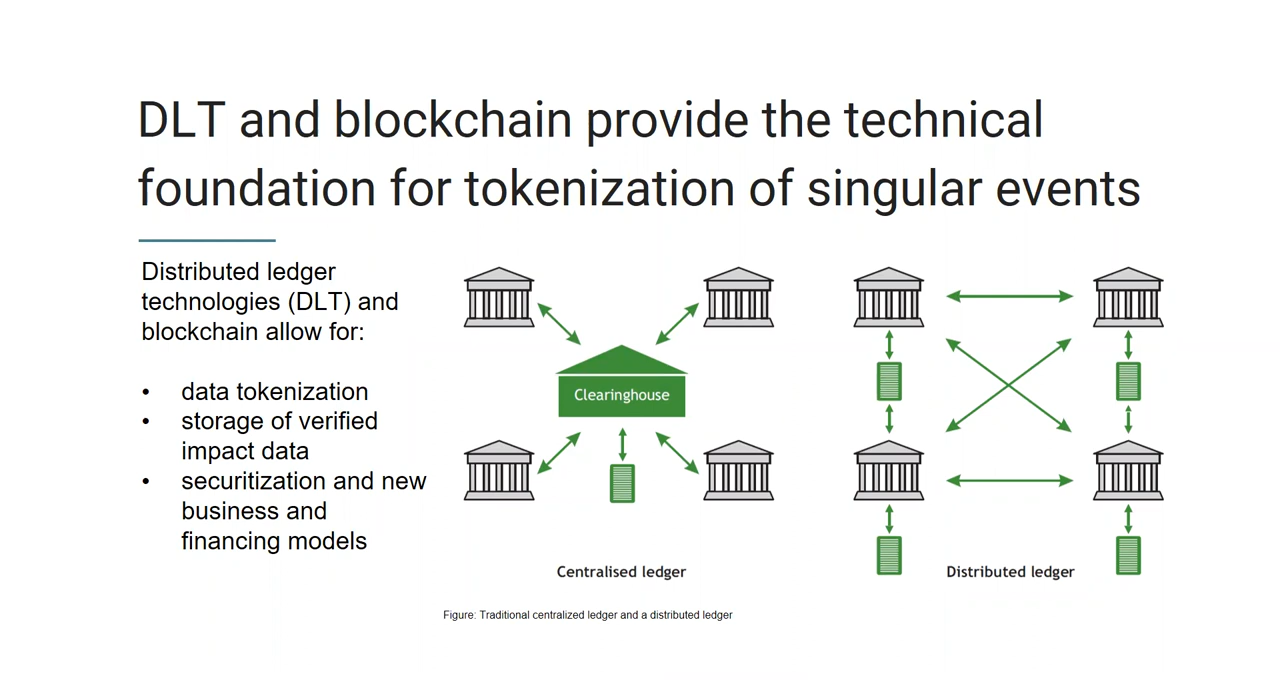 DLT and blockchain provide the technical
foundation for tokenization of singular events
Distributed ledger
technologies (DLT) and
blockchain allow for:
• data tokenization
• storage of verified
impact data
• securitization and new
business and
financing models
Clearinghouse
Centralised ledger
Distributed ledger
Figure: Traditional centralized ledger and a distributed ledger